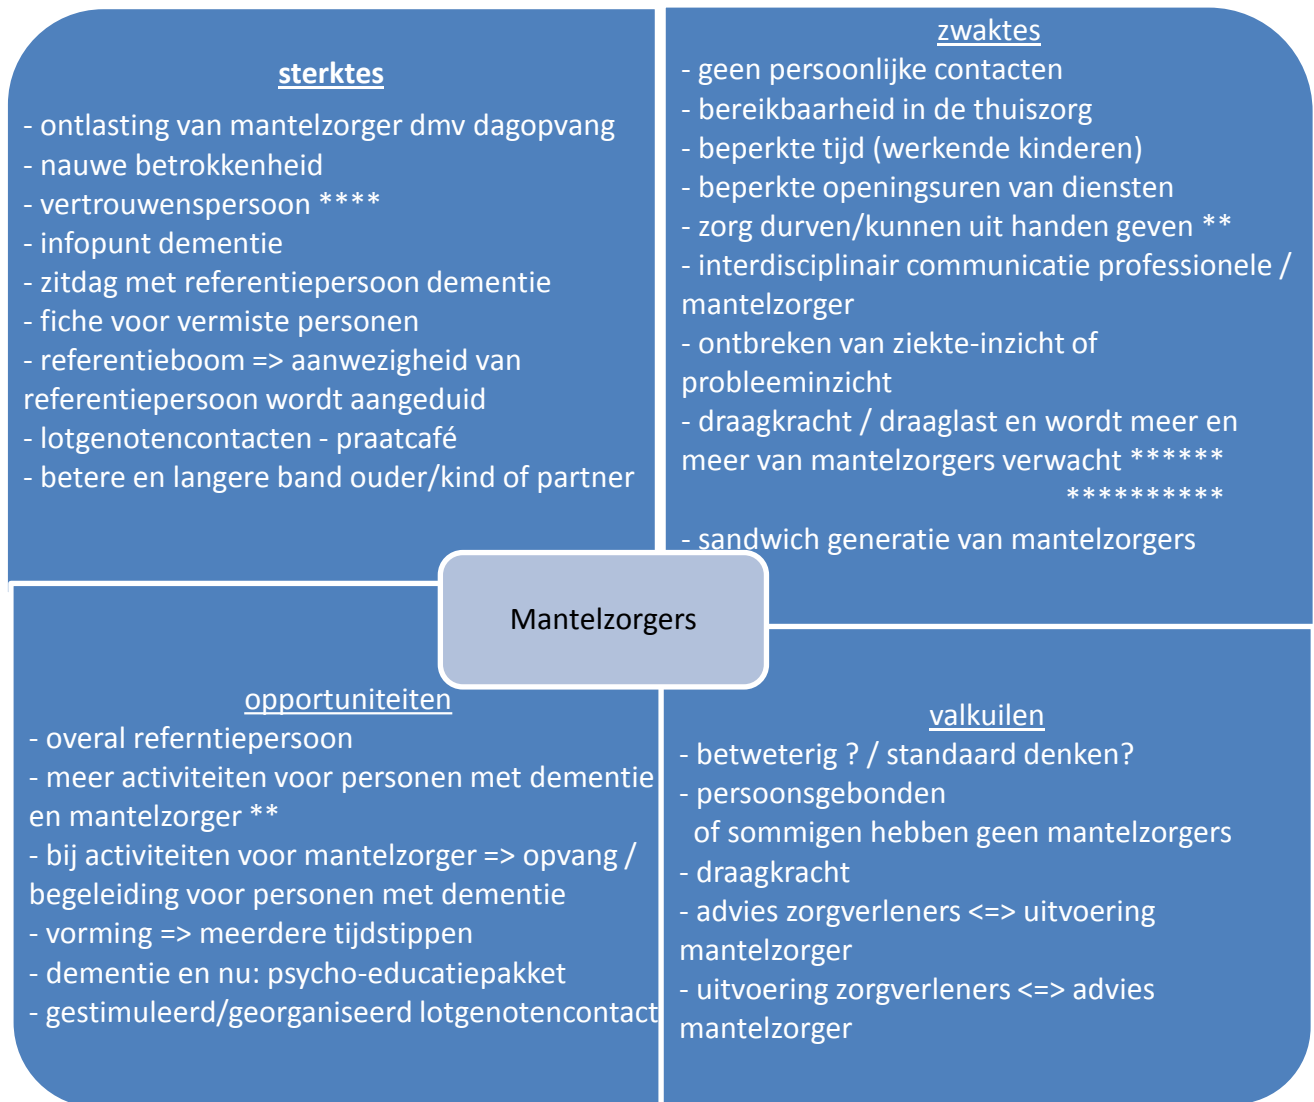 sterktes
- ontlasting van mantelzorger dmv dagopvang
- nauwe betrokkenheid
- vertrouwenspersoon ****
- infopunt dementie
- zitdag met referentiepersoon dementie
- fiche voor vermiste personen
- referentieboom => aanwezigheid van
referentiepersoon wordt aangeduid
- lotgenotencontacten - praatcafé
- betere en langere band ouder/kind of partner
zwaktes
- geen persoonlijke contacten
- bereikbaarheid in de thuiszorg
- beperkte tijd (werkende kinderen)
- beperkte openingsuren van diensten
- zorg durven/kunnen uit handen geven **
- interdisciplinair communicatie professionele /
mantelzorger
- ontbreken van ziekte-inzicht of
probleeminzicht
- draagkracht / draaglast en wordt meer en
meer van mantelzorgers verwacht ******
**********
- sandwich generatie van mantelzorgers
Mantelzorgers
opportuniteiten
- overal referntiepersoon
- meer activiteiten voor personen met dementie
en mantelzorger **
- bij activiteiten voor mantelzorger => opvang /
begeleiding voor personen met dementie
- vorming => meerdere tijdstippen
- dementie en nu: psycho-educatiepakket
- gestimuleerd/georganiseerd lotgenotencontact
valkuilen
- betweterig ? / standaard denken?
- persoonsgebonden
of sommigen hebben geen mantelzorgers
- draagkracht
- advies zorgverleners <=> uitvoering
mantelzorger
- uitvoering zorgverleners <=> advies
mantelzorger